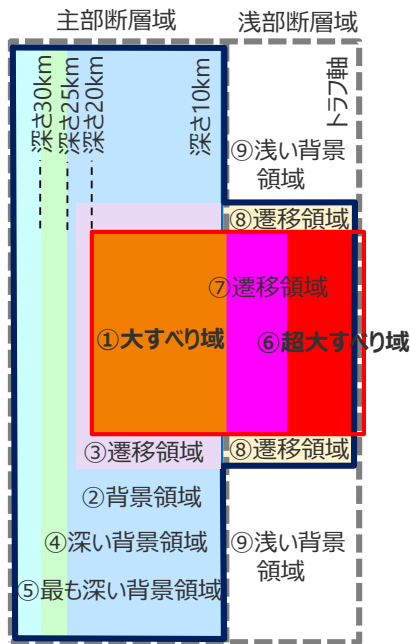 主部断層域
浅部断層域
深さ30km
深さ25km
深さ20km
深さ10km
トラフ軸
⑨浅い背景
領域
⑧遷移領域
⑦遷移領域
①大すべり域
⑥超大すべり域
③遷移領域
⑧遷移領域
②背景領域
④深い背景領域
⑨浅い背景
領域
⑤最も深い背景領域